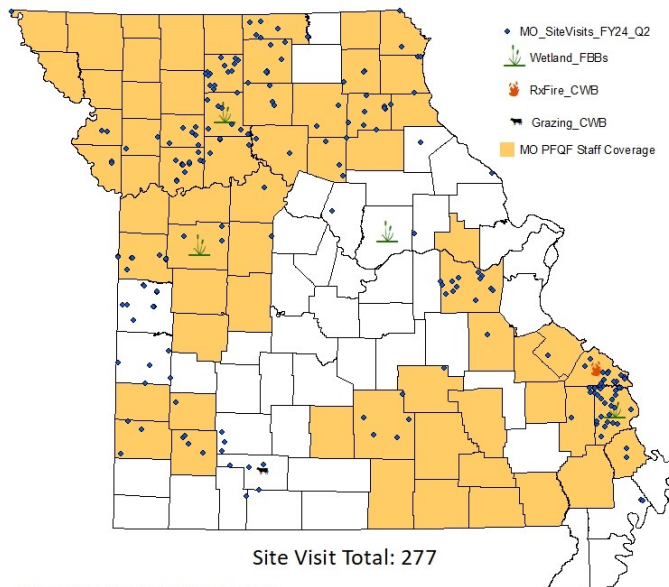 MO_SiteVisits_FY24_Q2
Wetland_FBBs
RxFire_CWB
Grazing_CWB
MO PFQF Staff Coverage
Site Visit Total: 277